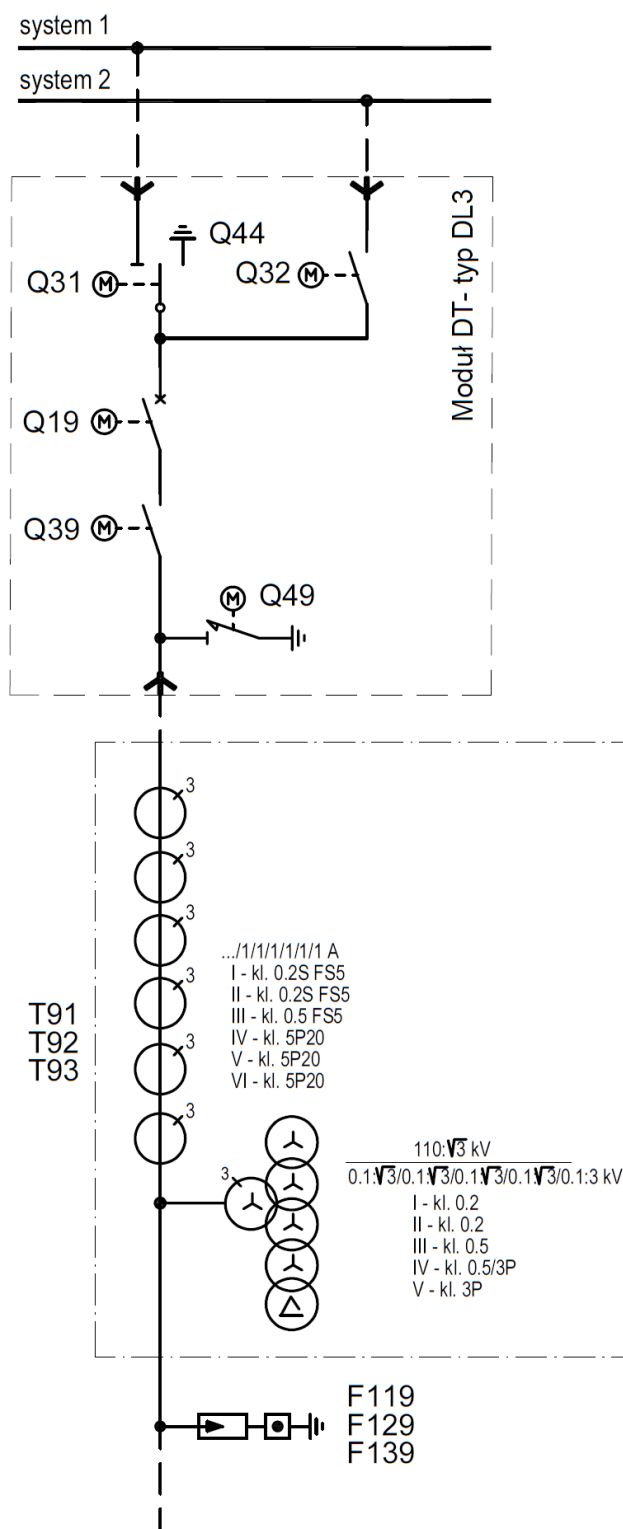 system 1
system 2
Moduł DT- typ DL3
Q44
Q31 M
Q32 M
Q19 M
Q39 M
M Q49
3
3
3
3
3
3
T91
T92
T93
.../1/1/1/1/1/1 A
I - kl. 0.2S FS5
II - kl. 0.2S FS5
III - kl. 0.5 FS5
IV - kl. 5P20
V - kl. 5P20
VI - kl. 5P20
3
110:√3 kV
0.1:√3/0.1:√3/0.1:√3/0.1:√3/0.1:3 kV
I - kl. 0.2
II - kl. 0.2
III - kl. 0.5
IV - kl. 0.5/3P
V - kl. 3P
F119
F129
F139